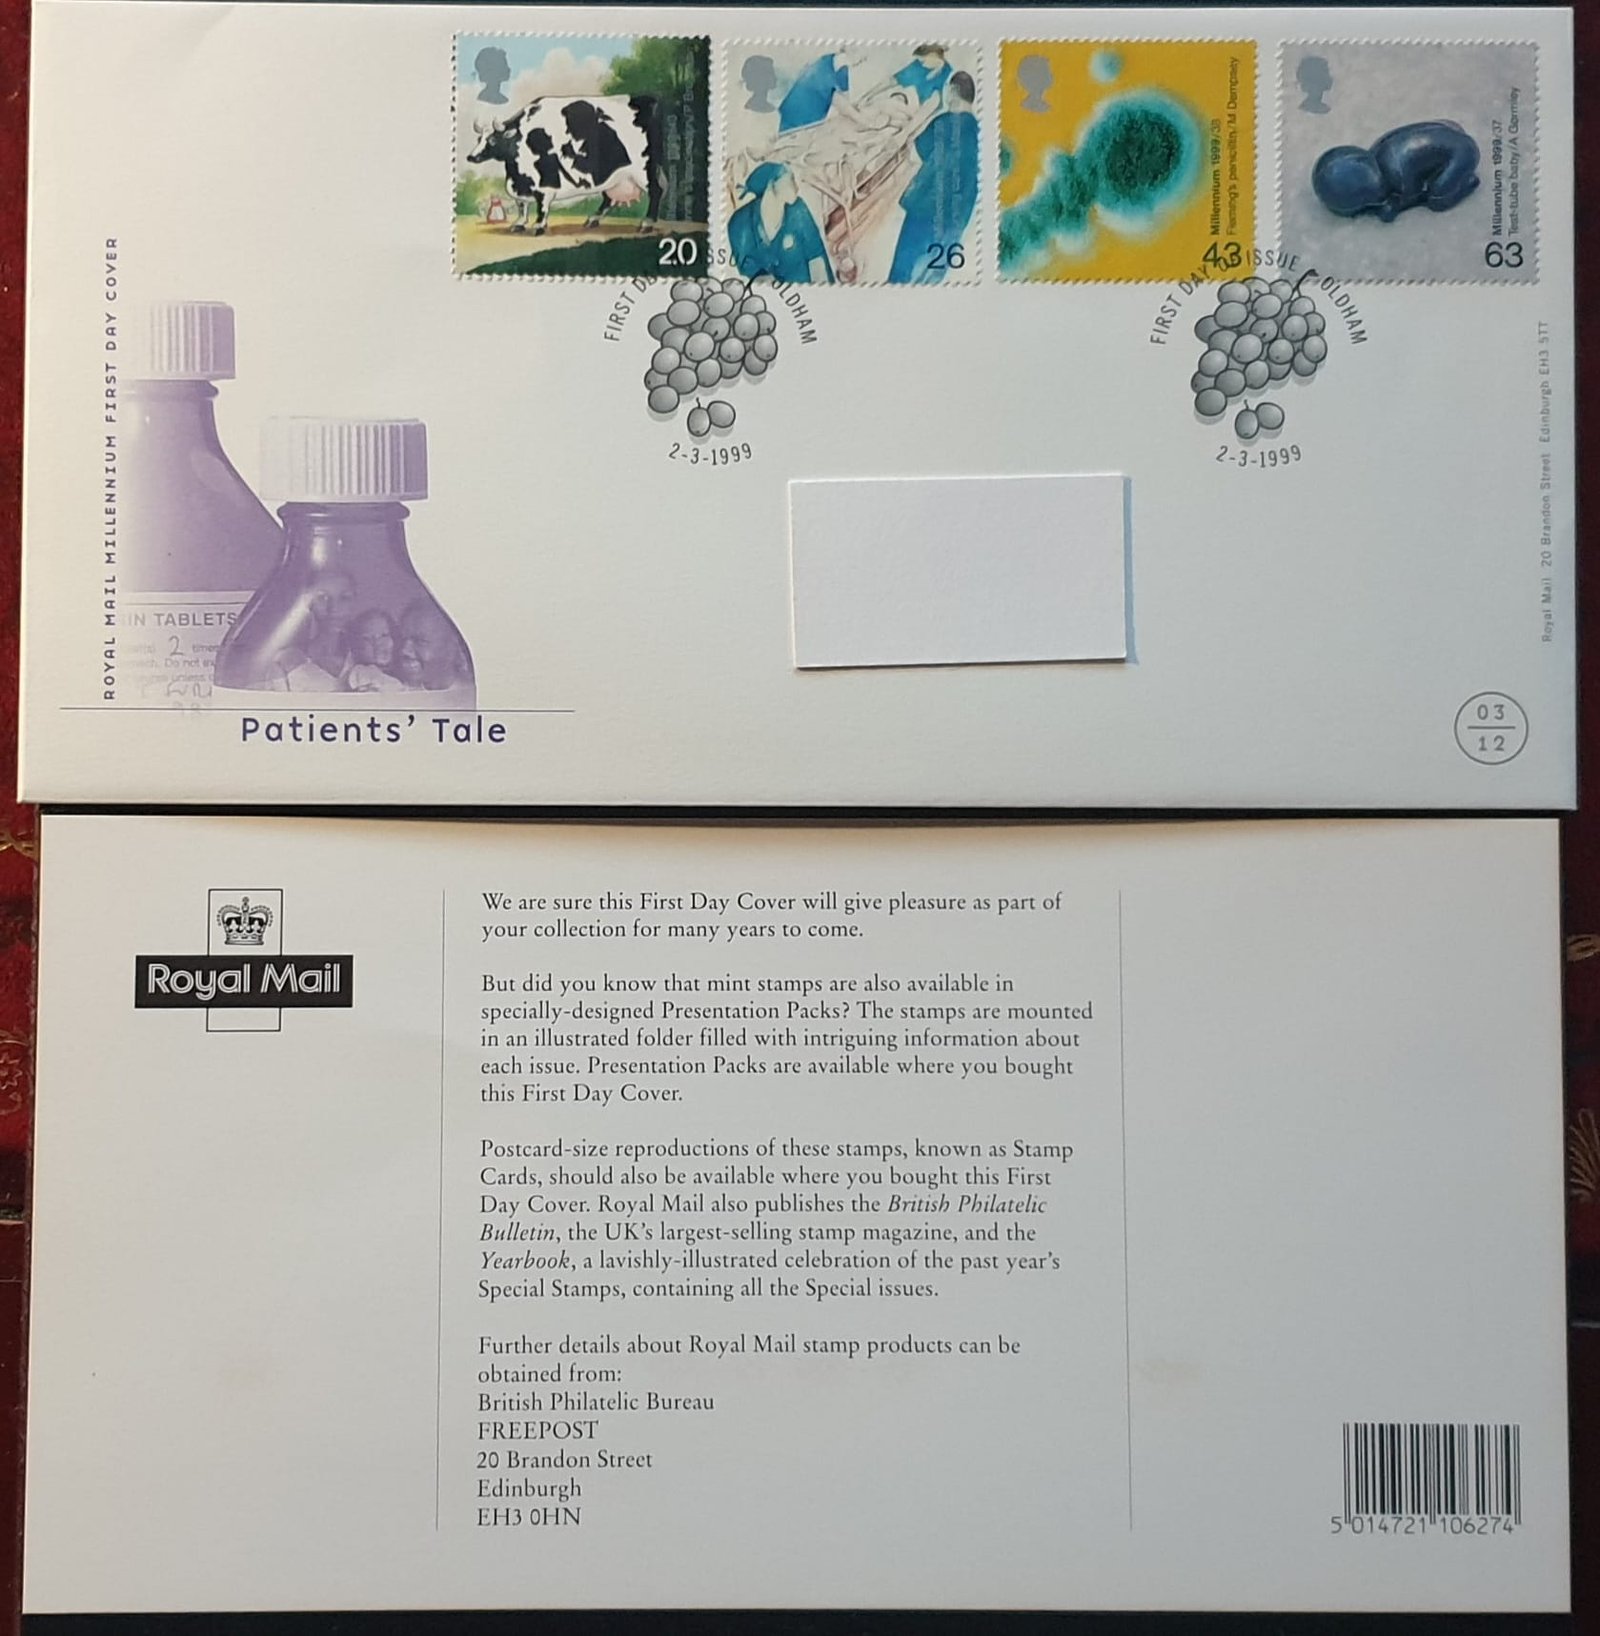 20
26
Millennium 1999/38
Fleming's penicillin/M Dempsey
43
Millennium 1999/37
Test-tube baby/A Gormley
63
FIRST DAY OF ISSUE OLDHAM
2-3-1999
FIRST DAY OF ISSUE OLDHAM
2-3-1999
ROYAL MAIL MILLENNIUM FIRST DAY COVER
IN TABLETS
2 times
Do not
unless
Patients' Tale
Royal Mail 20 Brandon Street Edinburgh EH3 5TT
03
12
Royal Mail
We are sure this First Day Cover will give pleasure as part of
your collection for many years to come.
But did you know that mint stamps are also available in
specially-designed Presentation Packs? The stamps are mounted
in an illustrated folder filled with intriguing information about
each issue. Presentation Packs are available where you bought
this First Day Cover.
Postcard-size reproductions of these stamps, known as Stamp
Cards, should also be available where you bought this First
Day Cover. Royal Mail also publishes the British Philatelic
Bulletin, the UK's largest-selling stamp magazine, and the
Yearbook, a lavishly-illustrated celebration of the past year's
Special Stamps, containing all the Special issues.
Further details about Royal Mail stamp products can be
obtained from:
British Philatelic Bureau
FREEPOST
20 Brandon Street
Edinburgh
EH3 0HN
5 014721 106274